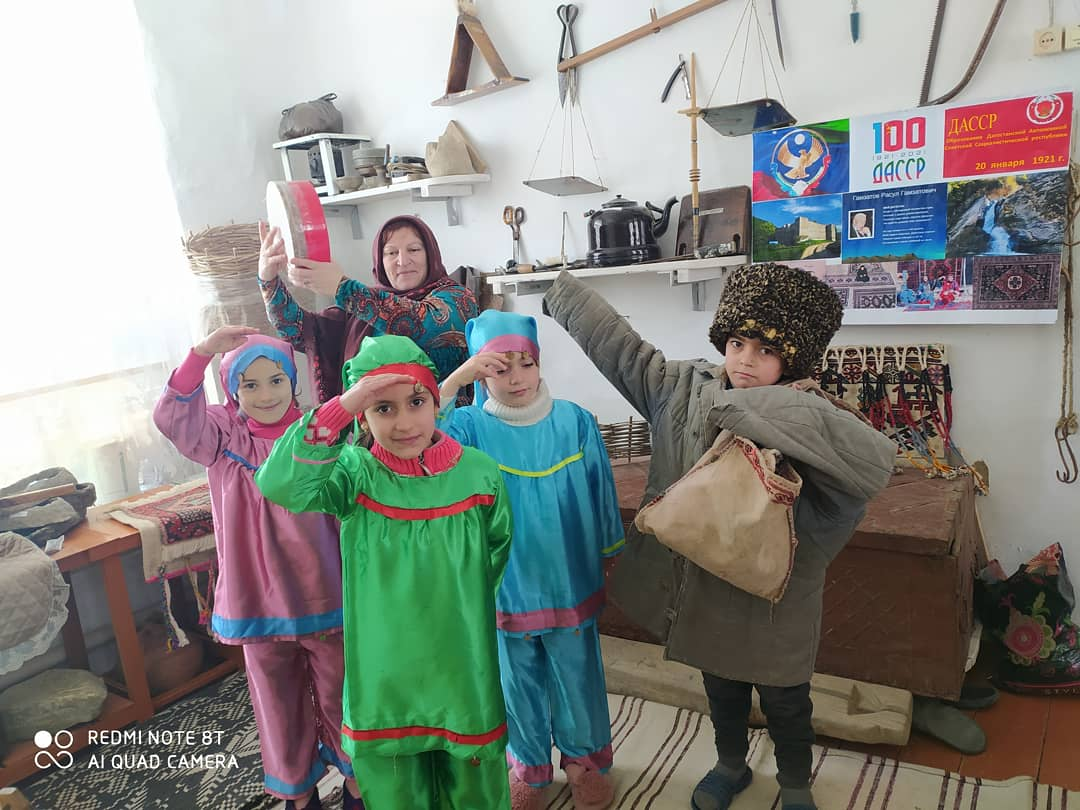 100
1921-2021
ДАССР
ДАССР
Образование Дагестанской Автономной
Советской Социалистической республики
20 января 1921 г.
Гамзатов Расул Гамзатович
STYL
REDMI NOTE 8T
AI QUAD CAMERA